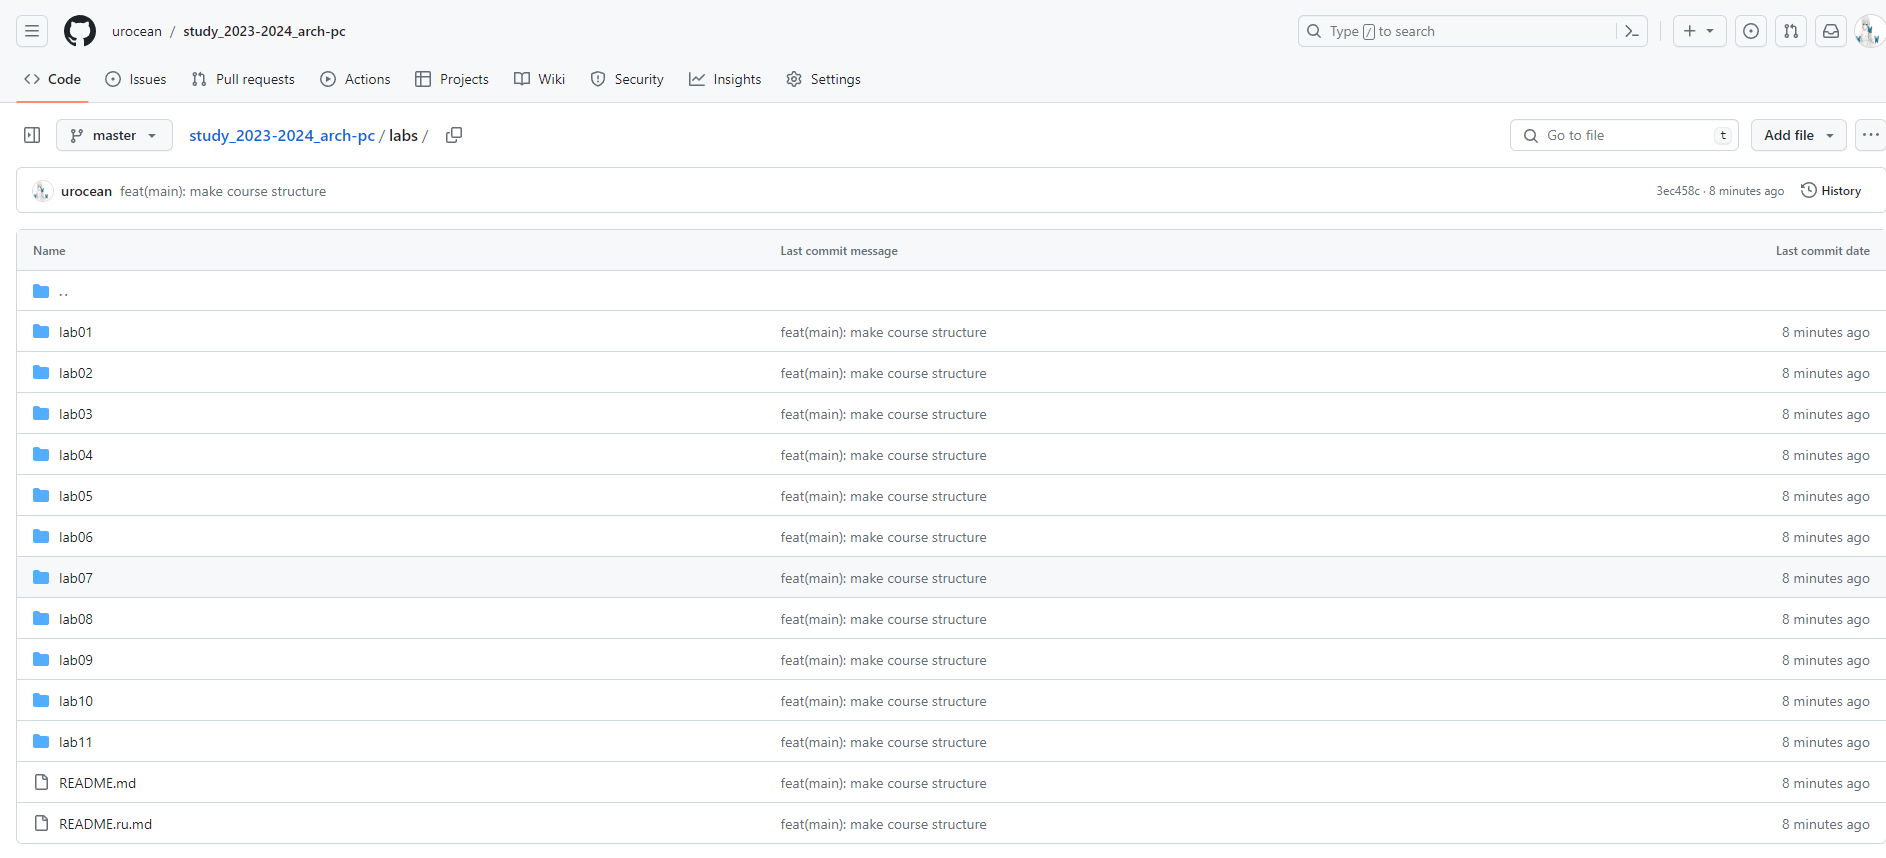 urocean / study_2023-2024_arch-pc Type / to search
Code Issues Pull requests Actions Projects Wiki Security Insights Settings
master study_2023-2024_arch-pc / labs / Go to file t Add file
urocean feat(main): make course structure 3ec458c · 8 minutes ago History
Name Last commit message Last commit date
..
lab01 feat(main): make course structure 8 minutes ago
lab02 feat(main): make course structure 8 minutes ago
lab03 feat(main): make course structure 8 minutes ago
lab04 feat(main): make course structure 8 minutes ago
lab05 feat(main): make course structure 8 minutes ago
lab06 feat(main): make course structure 8 minutes ago
lab07 feat(main): make course structure 8 minutes ago
lab08 feat(main): make course structure 8 minutes ago
lab09 feat(main): make course structure 8 minutes ago
lab10 feat(main): make course structure 8 minutes ago
lab11 feat(main): make course structure 8 minutes ago
README.md feat(main): make course structure 8 minutes ago
README.ru.md feat(main): make course structure 8 minutes ago